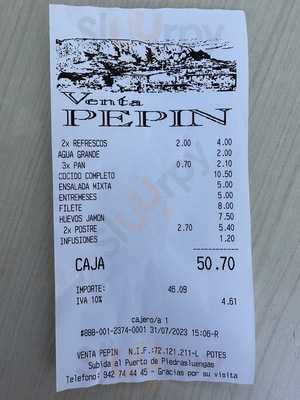 Venta
PEPIN
2x REFRESCOS 2.00 4.00
AGUA GRANDE 2.00
3x PAN 0.70 2.10
COCIDO COMPLETO 10.50
ENSALADA MIXTA 5.00
ENTREMESES 5.00
FILETE 8.00
HUEVOS JAMON 7.50
2x POSTRE 2.70 5.40
INFUSIONES 1.20
CAJA 50.70
IMPORTE: 46.09
IVA 10% 4.61
cajero/a 1
#888-001-2374-0001 31/07/2023 15:06-R
VENTA PEPIN N.I.F.:72.121.211-L POTES
Subida al Puerto de Piedrasluengas
Telefono: 942 74 44 45 - Gracias por su visita